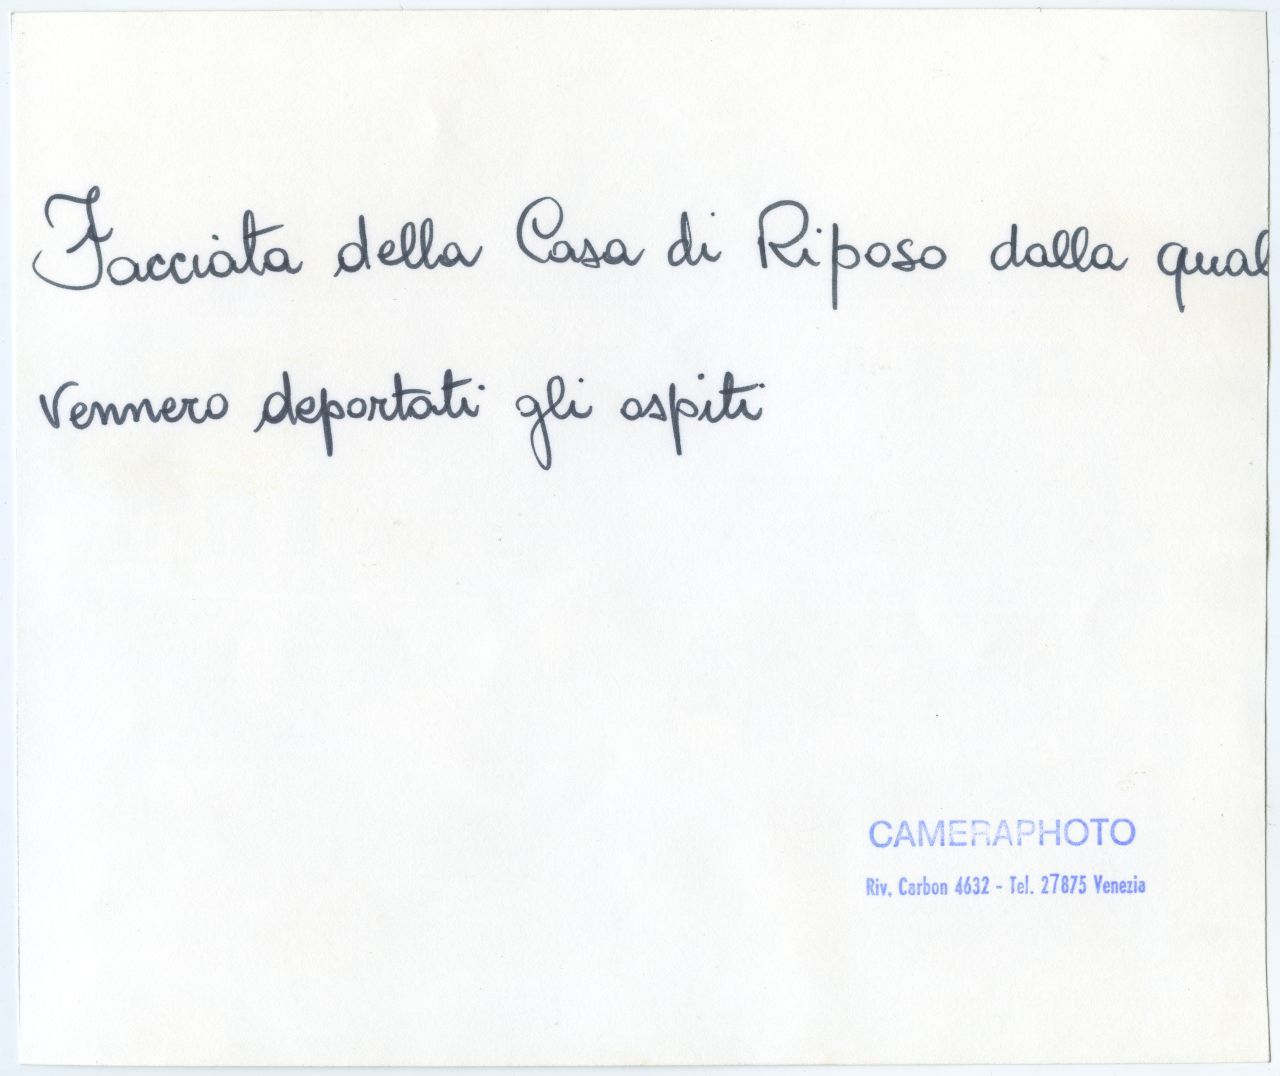 Facciata della Casa di Riposo dalla qual
vennero deportati gli ospiti
CAMERAPHOTO
Riv. Carbon 4632 - Tel. 27875 Venezia